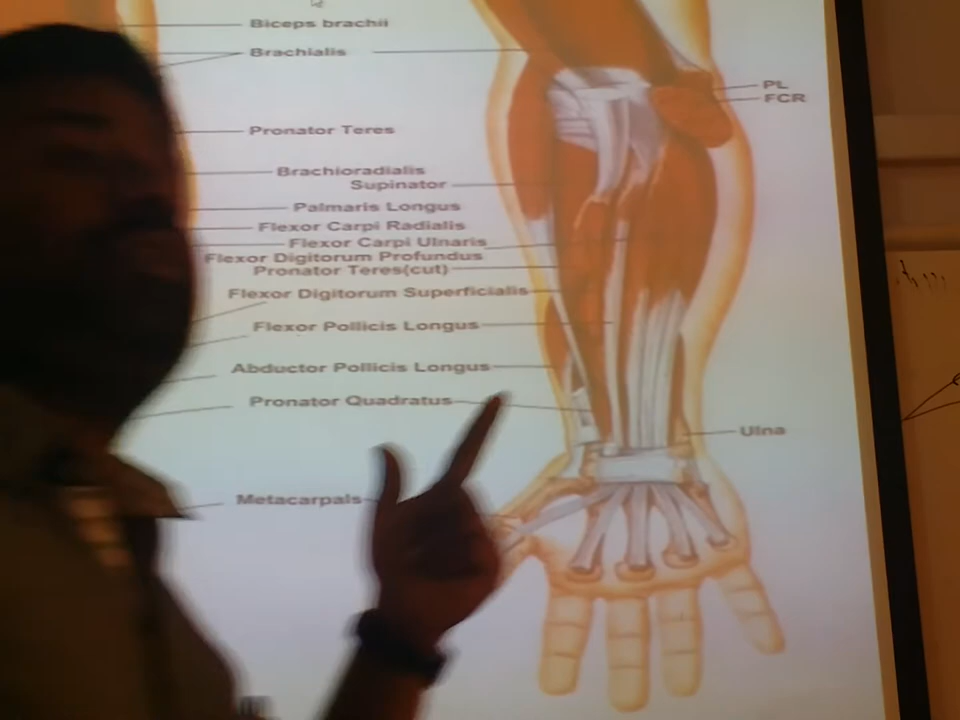 Biceps brachii
Brachialis
PL
FCR
Pronator Teres
Brachioradialis
Supinator
Palmaris Longus
Flexor Carpi Radialis
Flexor Carpi Ulnaris
Flexor Digitorum Profundus
Pronator Teres(cut)
Flexor Digitorum Superficialis
Flexor Pollicis Longus
Abductor Pollicis Longus
Pronator Quadratus
Ulna
Metacarpals